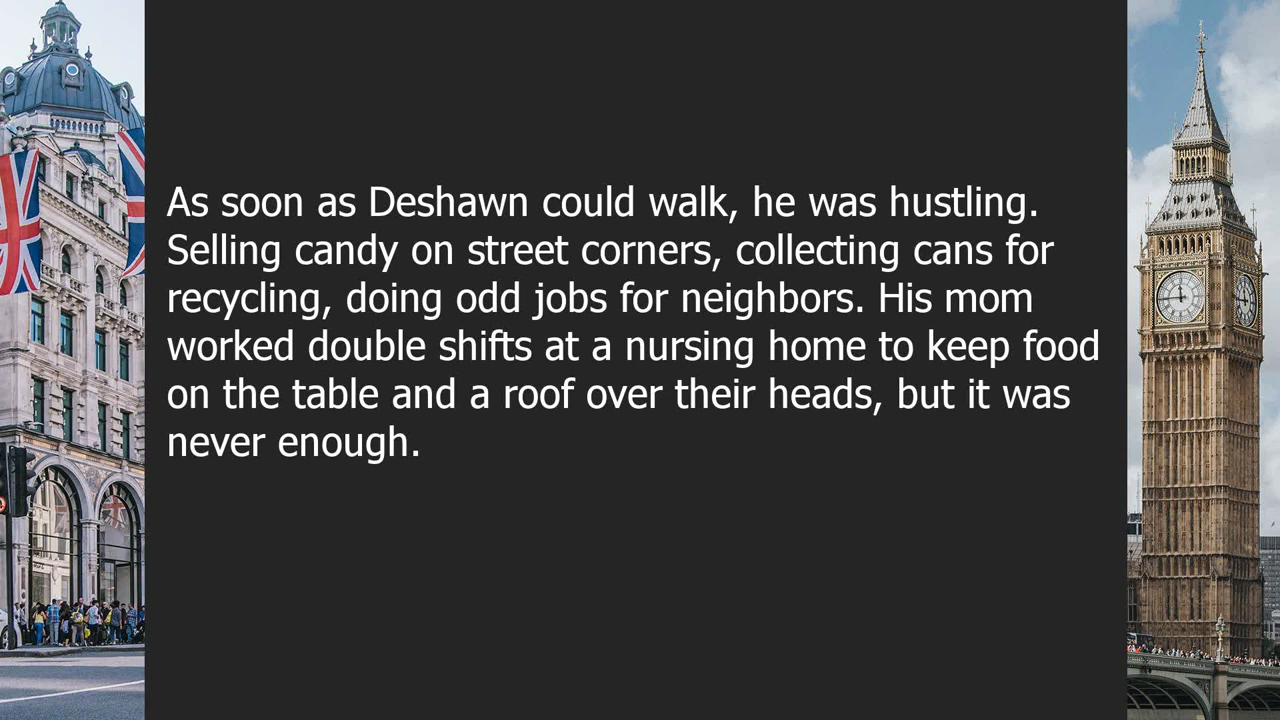 As soon as Deshawn could walk, he was hustling.
Selling candy on street corners, collecting cans for
recycling, doing odd jobs for neighbors. His mom
worked double shifts at a nursing home to keep food
on the table and a roof over their heads, but it was
never enough.